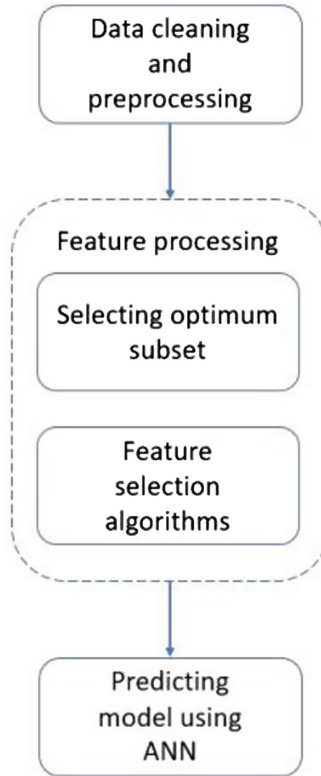 Data cleaning
and
preprocessing
Feature processing
Selecting optimum
subset
Feature
selection
algorithms
Predicting
model using
ANN